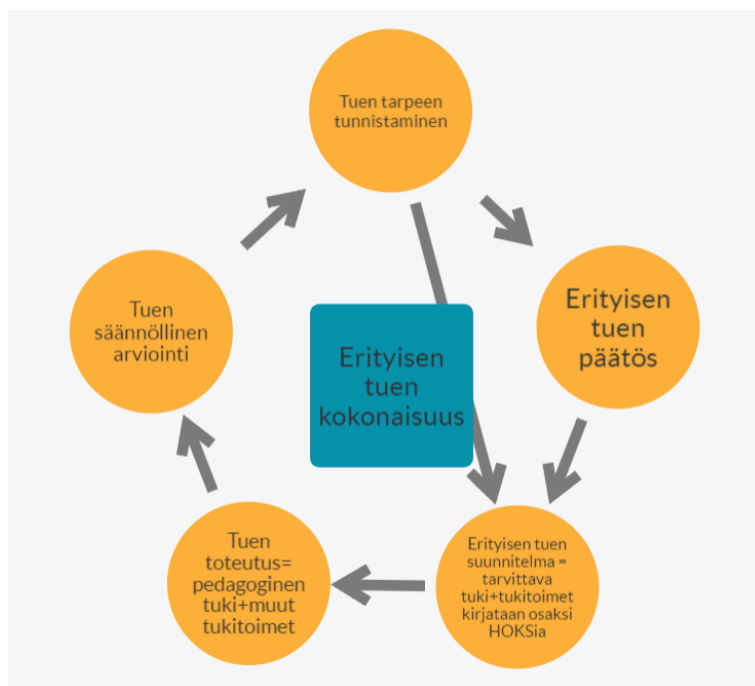 Tuen tarpeen
tunnistaminen
Erityisen
tuen
päätös
Erityisen tuen
suunnitelma =
tarvittava
tuki+tukitoimet
kirjataan osaksi
HOKSia
Tuen
toteutus=
pedagoginen
tuki+muut
tukitoimet
Tuen
säännöllinen
arviointi
Erityisen
tuen
kokonaisuus